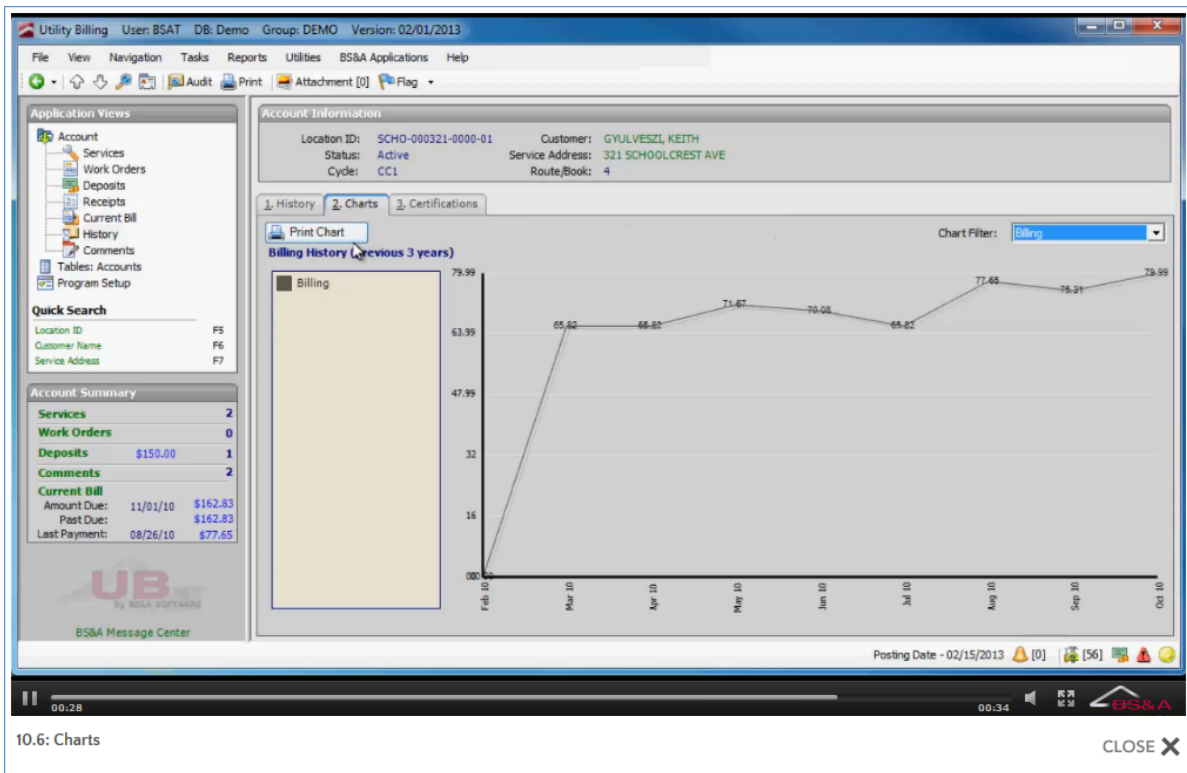 Utility Billing User: BSAT DB: Demo Group: DEMO Version: 02/01/2013
File View Navigation Tasks Reports Utilities BS&A Applications Help
Audit Print Attachment [0] Flag
Application Views
Account
Services
Work Orders
Deposits
Receipts
Current Bill
History
Comments
Tables: Accounts
Program Setup
Quick Search
Location ID F5
Customer Name F6
Service Address F7
Account Summary
Services 2
Work Orders 0
Deposits $150.00 1
Comments 2
Current Bill
Amount Due: 11/01/10 $162.83
Past Due: $162.83
Last Payment: 08/26/10 $77.65
UB
by BS&A SOFTWARE
BS&A Message Center
Account Information
Location ID: SCHO-000321-0000-01 Customer: GYULVESZI, KEITH
Status: Active Service Address: 321 SCHOOLCREST AVE
Cycle: CC1 Route/Book: 4
1. History 2. Charts 3. Certifications
Print Chart Chart Filter: Billing
Billing History (previous 3 years)
Billing
79.99
63.99
47.99
32
16
65.82 65.82 71.67 70.08 65.82 77.65 75.31 79.99
Feb 10 Mar 10 Apr 10 May 10 Jun 10 Jul 10 Aug 10 Sep 10 Oct 10
Posting Date - 02/15/2013 [0] [56]
00:28 00:34 BS&A
10.6: Charts CLOSE X